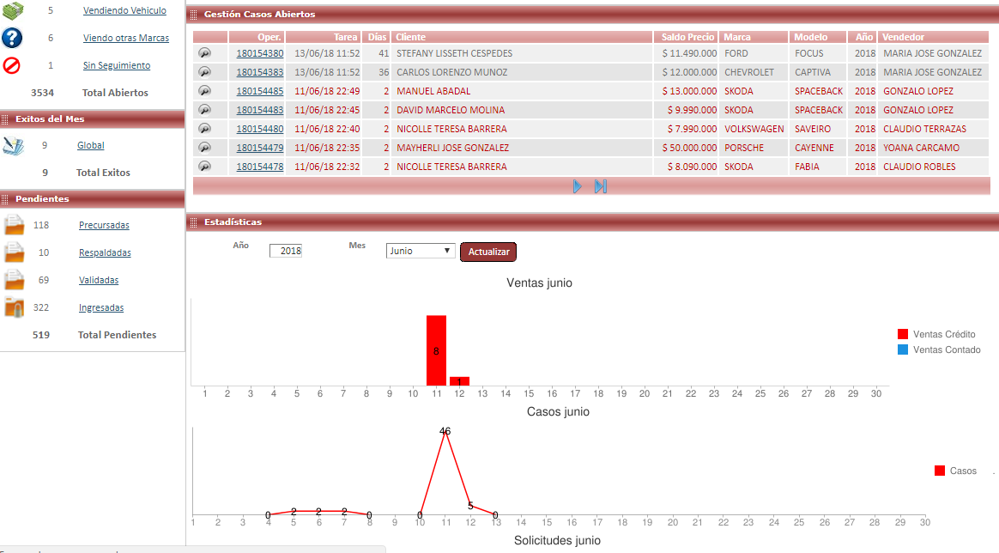 5 Vendiendo Vehiculo
6 Viendo otras Marcas
1 Sin Seguimiento
3534 Total Abiertos
Exitos del Mes
9 Global
9 Total Exitos
Pendientes
118 Precursadas
10 Respaldadas
69 Validadas
322 Ingresadas
519 Total Pendientes
Gestión Casos Abiertos
Oper. Tarea Días Cliente Saldo Precio Marca Modelo Año Vendedor
180154380 13/06/18 11:52 41 STEFANY LISSETH CESPEDES $ 11.490.000 FORD FOCUS 2018 MARIA JOSE GONZALEZ
180154383 13/06/18 11:52 36 CARLOS LORENZO MUNOZ $ 12.000.000 CHEVROLET CAPTIVA 2018 MARIA JOSE GONZALEZ
180154485 11/06/18 22:49 2 MANUEL ABADAL $ 13.000.000 SKODA SPACEBACK 2018 GONZALO LOPEZ
180154483 11/06/18 22:45 2 DAVID MARCELO MOLINA $ 9.990.000 SKODA SPACEBACK 2018 GONZALO LOPEZ
180154480 11/06/18 22:40 2 NICOLLE TERESA BARRERA $ 7.990.000 VOLKSWAGEN SAVEIRO 2018 CLAUDIO TERRAZAS
180154479 11/06/18 22:35 2 MAYHERLI JOSE GONZALEZ $ 50.000.000 PORSCHE CAYENNE 2018 YOANA CARCAMO
180154478 11/06/18 22:32 2 NICOLLE TERESA BARRERA $ 8.090.000 SKODA FABIA 2018 CLAUDIO ROBLES
Estadísticas
Año 2018 Mes Junio Actualizar
Ventas junio
8
1
Ventas Crédito
Ventas Contado
1 2 3 4 5 6 7 8 9 10 11 12 13 14 15 16 17 18 19 20 21 22 23 24 25 26 27 28 29 30
Casos junio
46
0 2 2 2 0 0 5 0
Casos
1 2 3 4 5 6 7 8 9 10 11 12 13 14 15 16 17 18 19 20 21 22 23 24 25 26 27 28 29 30
Solicitudes junio